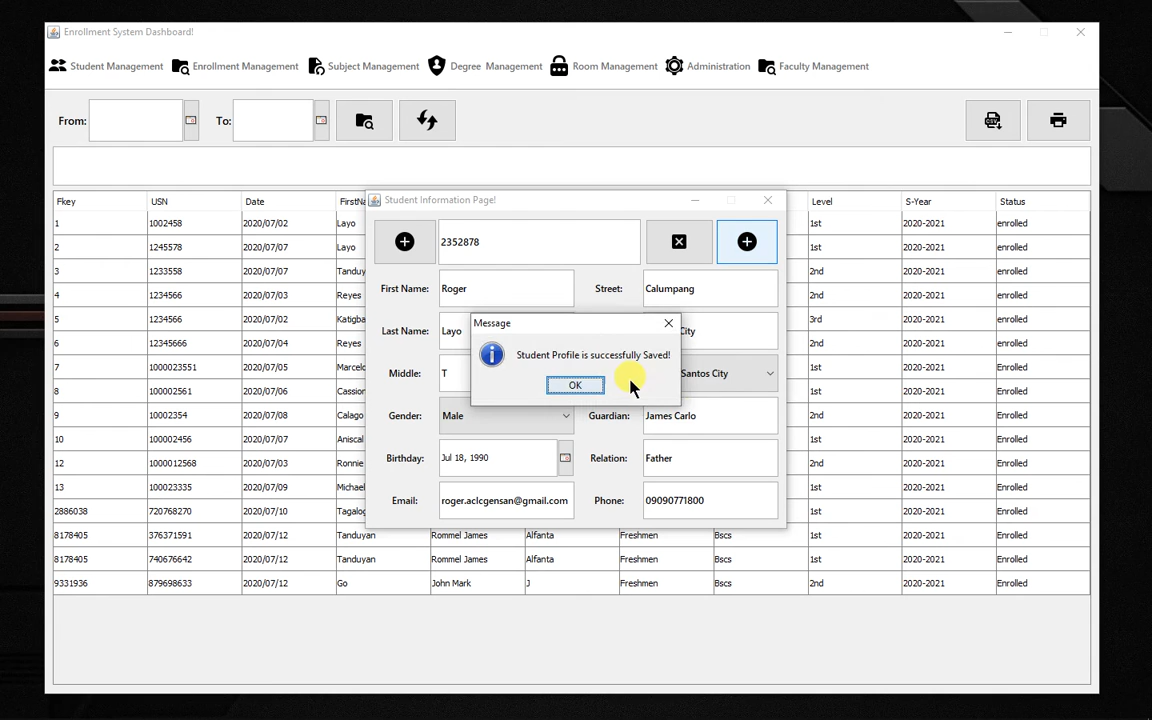 Enrollment System Dashboard!
Student Management Enrollment Management Subject Management Degree Management Room Management Administration Faculty Management
From: To:
CSV
Fkey USN Date Level S-Year Status
Student Information Page!
1 1002458 2020/07/02 Layo 1st 2020-2021 enrolled
2352878
2 1245578 2020/07/07 Layo 1st 2020-2021 enrolled
3 1233558 2020/07/07 2nd 2020-2021 enrolled
First Name: Roger Street: Calumpang
4 1234566 2020/07/03 Reyes 2nd 2020-2021 Enrolled
5 1234566 2020/07/02 3rd 2020-2021 Enrolled
Message
Last Name: Layo City
6 12345666 2020/07/04 Reyes 2nd 2020-2021 Enrolled
Student Profile is successfully Saved!
7 1000023551 2020/07/05 1st 2020-2021 Enrolled
Middle: T Santos City
OK
8 100002561 2020/07/06 1st 2020-2021 Enrolled
9 10002354 2020/07/08 Calago 2nd 2020-2021 Enrolled
Gender: Male Guardian: James Carlo
10 100002456 2020/07/07 Aniscal 1st 2020-2021 Enrolled
12 1000012568 2020/07/03 Ronnie 2nd 2020-2021 Enrolled
Birthday: Jul 18, 1990 Relation: Father
13 100023335 2020/07/09 1st 2020-2021 Enrolled
Email: roger.aclcgensan@gmail.com Phone: 09090771800
2886038 720768270 2020/07/10 1st 2020-2021 Enrolled
8178405 376371591 2020/07/12 Tanduyan Rommel James Alfanta Freshmen Bscs 1st 2020-2021 Enrolled
8178405 740676642 2020/07/12 Tanduyan Rommel James Alfanta Freshmen Bscs 1st 2020-2021 Enrolled
9331936 879698633 2020/07/12 Go John Mark J Freshmen Bscs 2nd 2020-2021 Enrolled